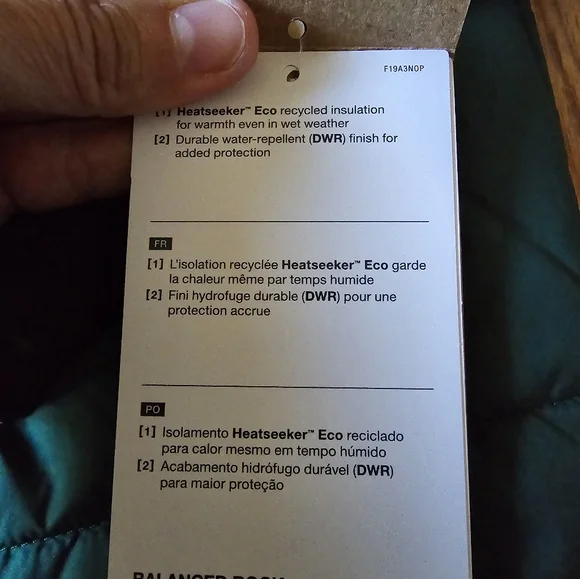 F19A3N0P
[1] Heatseeker™ Eco recycled insulation
for warmth even in wet weather
[2] Durable water-repellent (DWR) finish for
added protection
FR
[1] L'isolation recyclée Heatseeker™ Eco garde
la chaleur même par temps humide
[2] Fini hydrofuge durable (DWR) pour une
protection accrue
PO
[1] Isolamento Heatseeker™ Eco reciclado
para calor mesmo em tempo húmido
[2] Acabamento hidrófugo durável (DWR)
para maior proteção